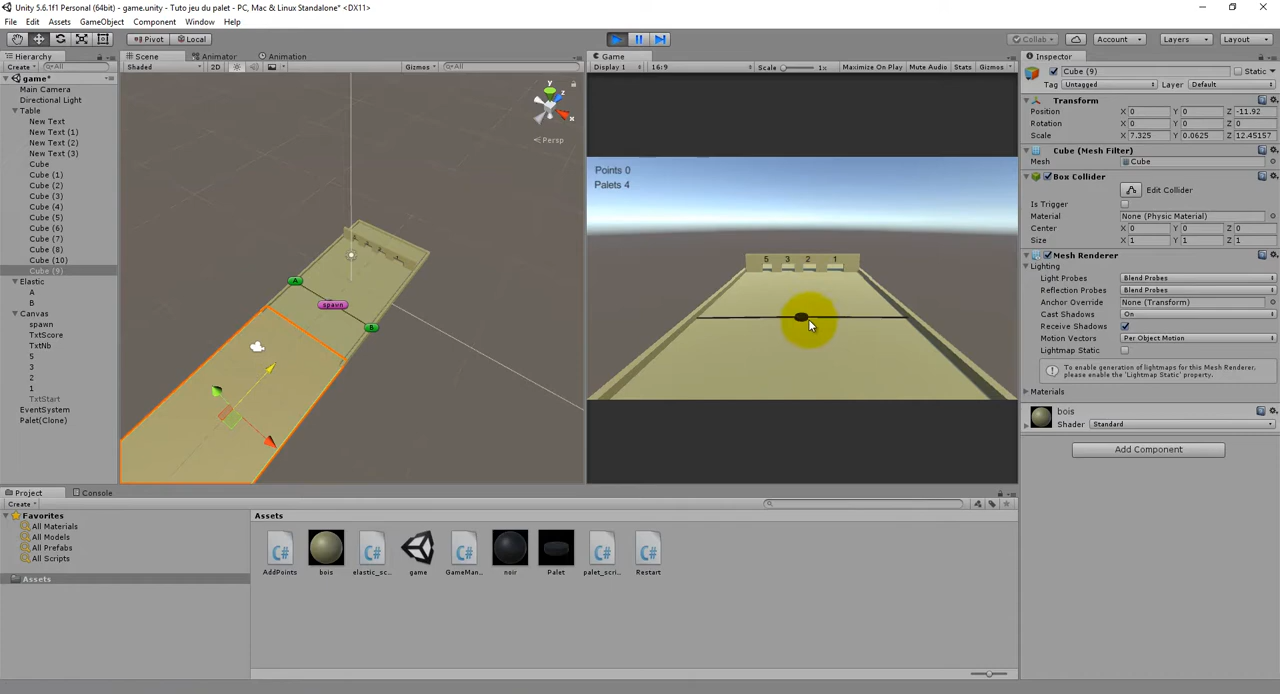 Unity 5.6.1f1 Personal (64bit) - game.unity - Tuto jeu du palet - PC, Mac & Linux Standalone* <DX11>
File Edit Assets GameObject Component Window Help
Pivot Local Collab Account Layers Layout
Hierarchy
Create All
game*
Main Camera
Directional Light
Table
New Text
New Text (1)
New Text (2)
New Text (3)
Cube
Cube (1)
Cube (2)
Cube (3)
Cube (4)
Cube (5)
Cube (6)
Cube (7)
Cube (8)
Cube (10)
Cube (9)
Elastic
A
B
Canvas
spawn
TxtScore
TxtNb
5
3
2
1
TxtStart
EventSystem
Palet(Clone)
Scene Animator Animation
Shaded 2D Gizmos All
y
z
x
Persp
A
spawn
B
Game
Display 1 16:9 Scale 1x Maximize On Play Mute Audio Stats Gizmos
Points 0
Palets 4
5 3 2 1
Inspector
Cube (9) Static
Tag Untagged Layer Default
Transform
Position X 0 Y 0 Z -11.92
Rotation X 0 Y 0 Z 0
Scale X 7.325 Y 0.0625 Z 12.45157
Cube (Mesh Filter)
Mesh Cube
Box Collider
Edit Collider
Is Trigger
Material None (Physic Material)
Center X 0 Y 0 Z 0
Size X 1 Y 1 Z 1
Mesh Renderer
Lighting
Light Probes Blend Probes
Reflection Probes Blend Probes
Anchor Override None (Transform)
Cast Shadows On
Receive Shadows
Motion Vectors Per Object Motion
Lightmap Static
To enable generation of lightmaps for this Mesh Renderer, please enable the 'Lightmap Static' property.
Materials
bois
Shader Standard
Add Component
Project Console
Create
Favorites
All Materials
All Models
All Prefabs
All Scripts
Assets
Assets
AddPoints bois elastic_sc... game GameMan... noir Palet palet_scri... Restart